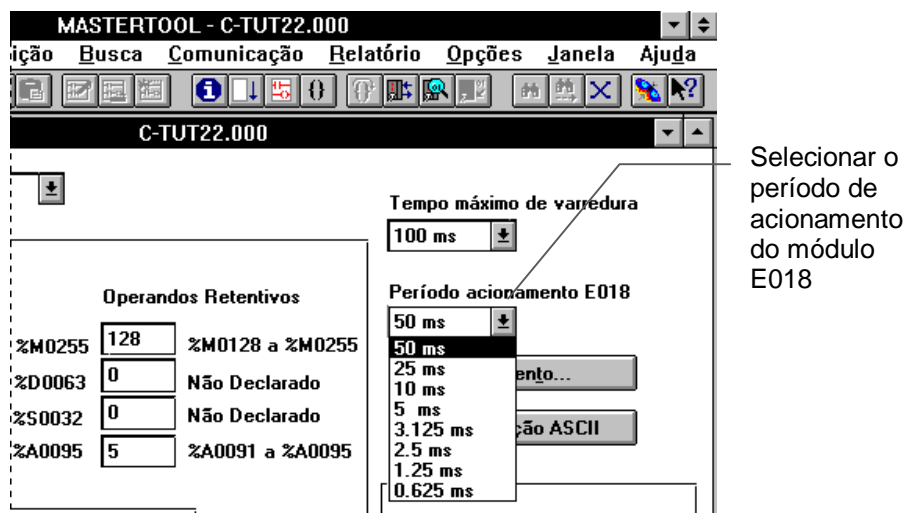 MASTERTOOL - C-TUT22.000
ição Busca Comunicação Relatório Opções Janela Ajuda
C-TUT22.000
Tempo máximo de varredura
100 ms
Período acionamento E018
50 ms
50 ms
25 ms
10 ms
5 ms
3.125 ms
2.5 ms
1.25 ms
0.625 ms
ento...
ção ASCII
Operandos Retentivos
%M0255 128 %M0128 a %M0255
%D0063 0 Não Declarado
%S0032 0 Não Declarado
%A0095 5 %A0091 a %A0095
Selecionar o
período de
acionamento
do módulo
E018